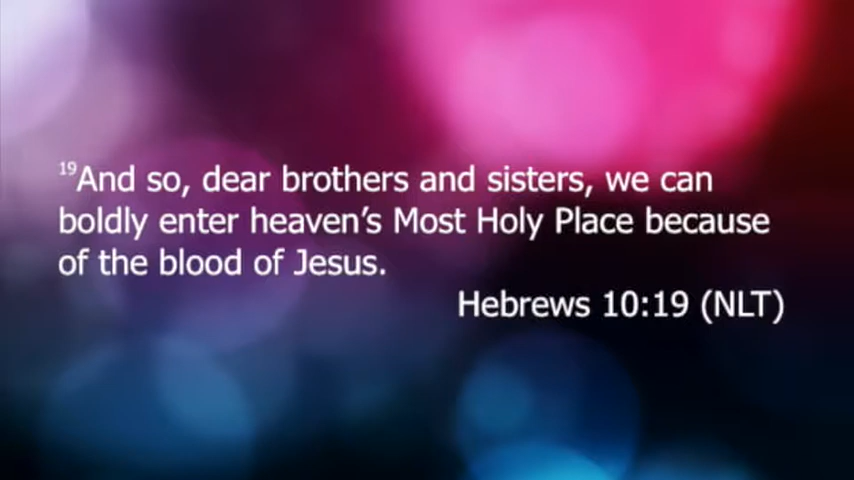 ¹⁹And so, dear brothers and sisters, we can
boldly enter heaven’s Most Holy Place because
of the blood of Jesus.
Hebrews 10:19 (NLT)